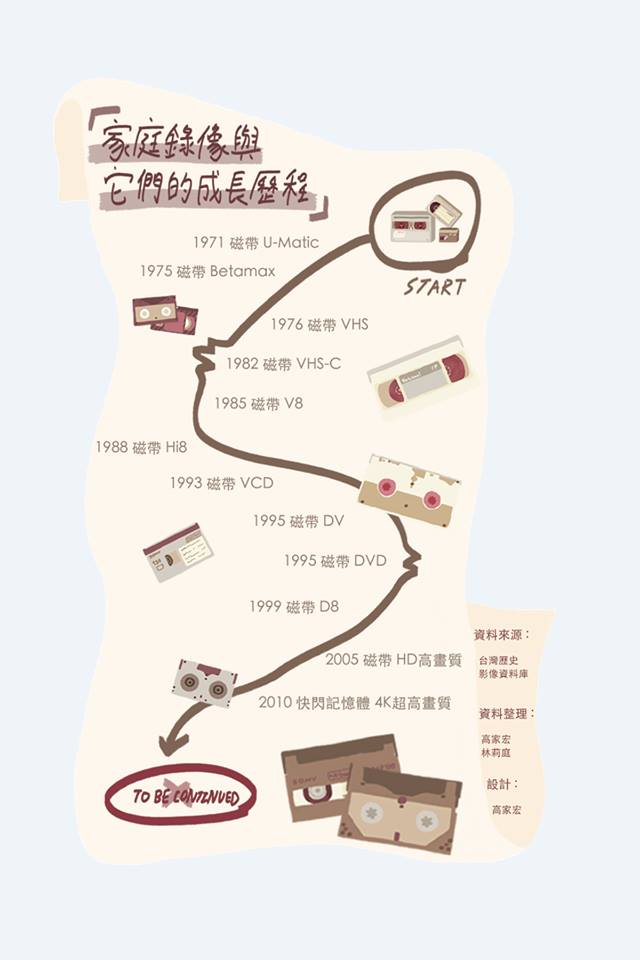 家庭錄像與
它們的成長歷程
START
1971 磁帶 U-Matic
1975 磁帶 Betamax
1976 磁帶 VHS
1982 磁帶 VHS-C
1985 磁帶 V8
1988 磁帶 Hi8
1993 磁帶 VCD
1995 磁帶 DV
1995 磁帶 DVD
1999 磁帶 D8
2005 磁帶 HD高畫質
2010 快閃記憶體 4K超高畫質
TO BE CONTINUED
SONY
資料來源：
台灣歷史
影像資料庫
資料整理：
高家宏
林莉庭
設計：
高家宏